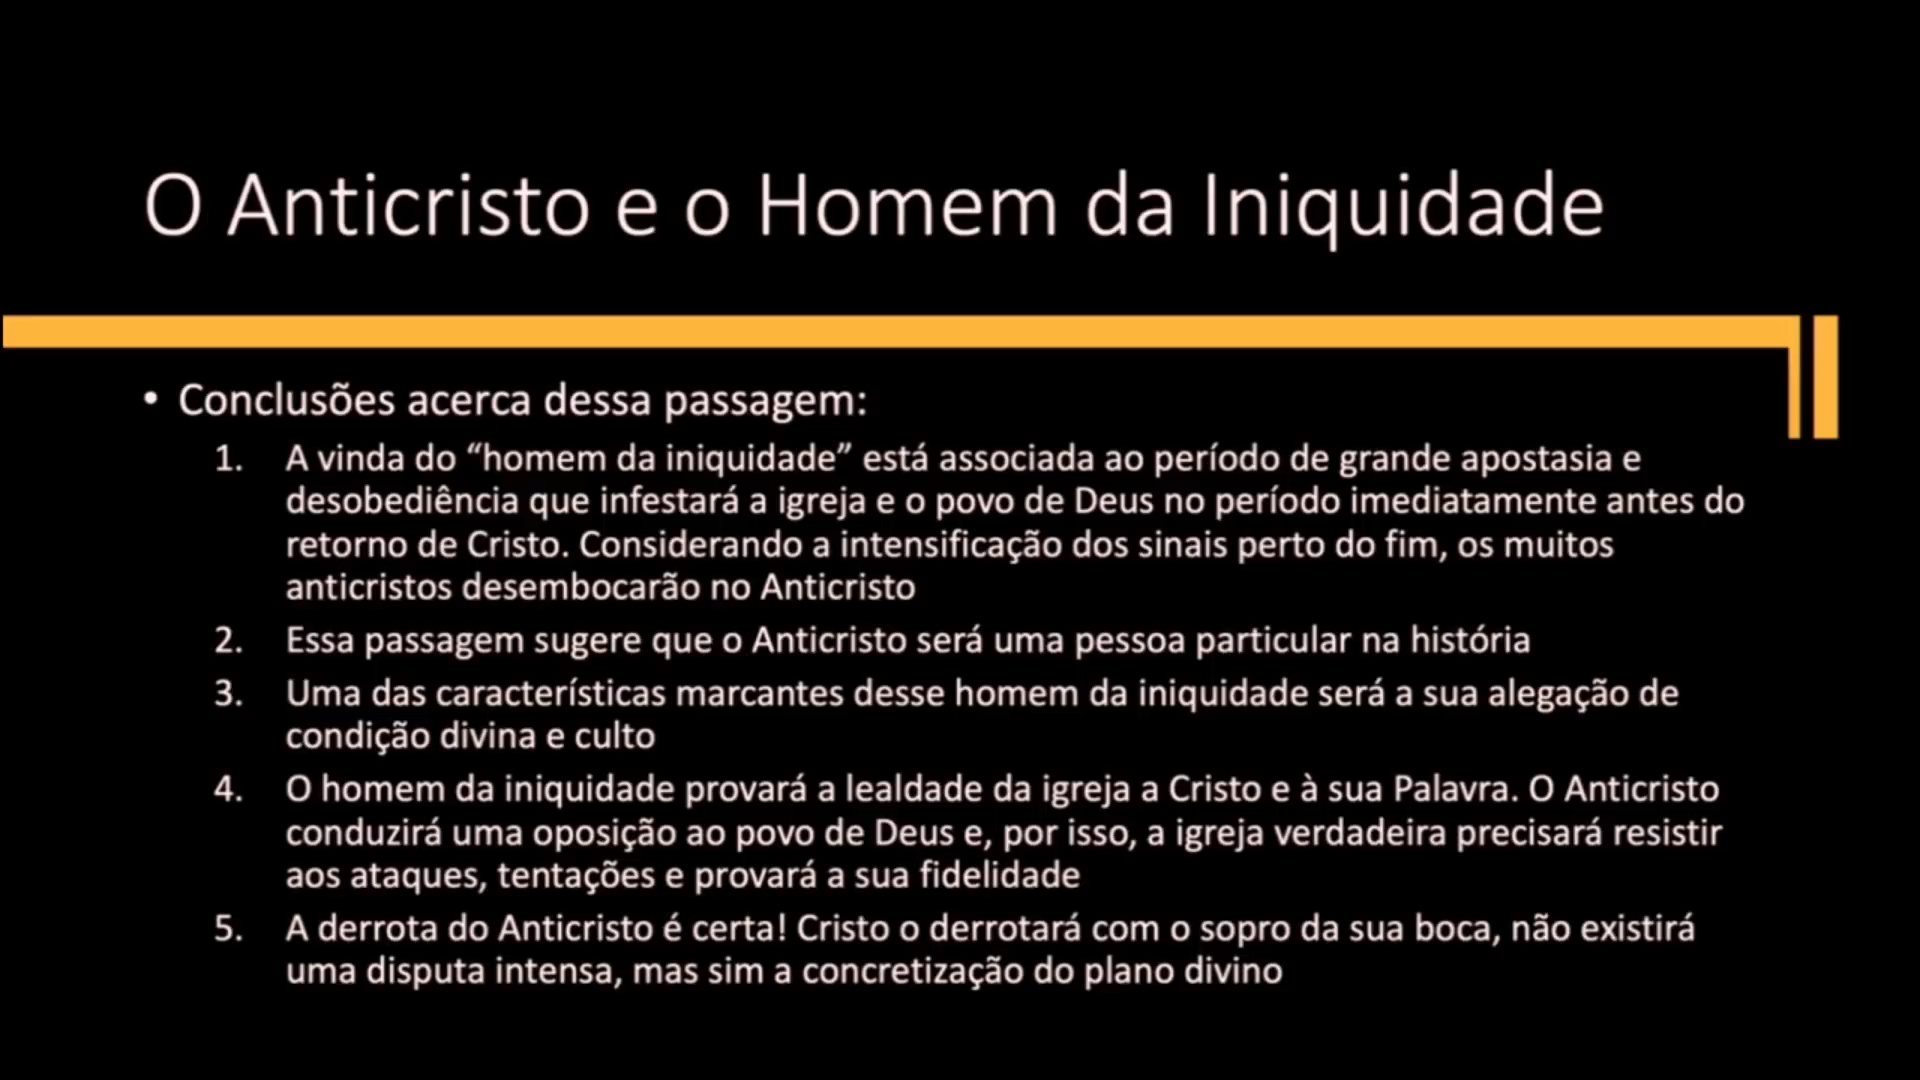 O Anticristo e o Homem da Iniquidade
• Conclusões acerca dessa passagem:
1. A vinda do “homem da iniquidade” está associada ao período de grande apostasia e
desobediência que infestará a igreja e o povo de Deus no período imediatamente antes do
retorno de Cristo. Considerando a intensificação dos sinais perto do fim, os muitos
anticristos desembocarão no Anticristo
2. Essa passagem sugere que o Anticristo será uma pessoa particular na história
3. Uma das características marcantes desse homem da iniquidade será a sua alegação de
condição divina e culto
4. O homem da iniquidade provará a lealdade da igreja a Cristo e à sua Palavra. O Anticristo
conduzirá uma oposição ao povo de Deus e, por isso, a igreja verdadeira precisará resistir
aos ataques, tentações e provará a sua fidelidade
5. A derrota do Anticristo é certa! Cristo o derrotará com o sopro da sua boca, não existirá
uma disputa intensa, mas sim a concretização do plano divino